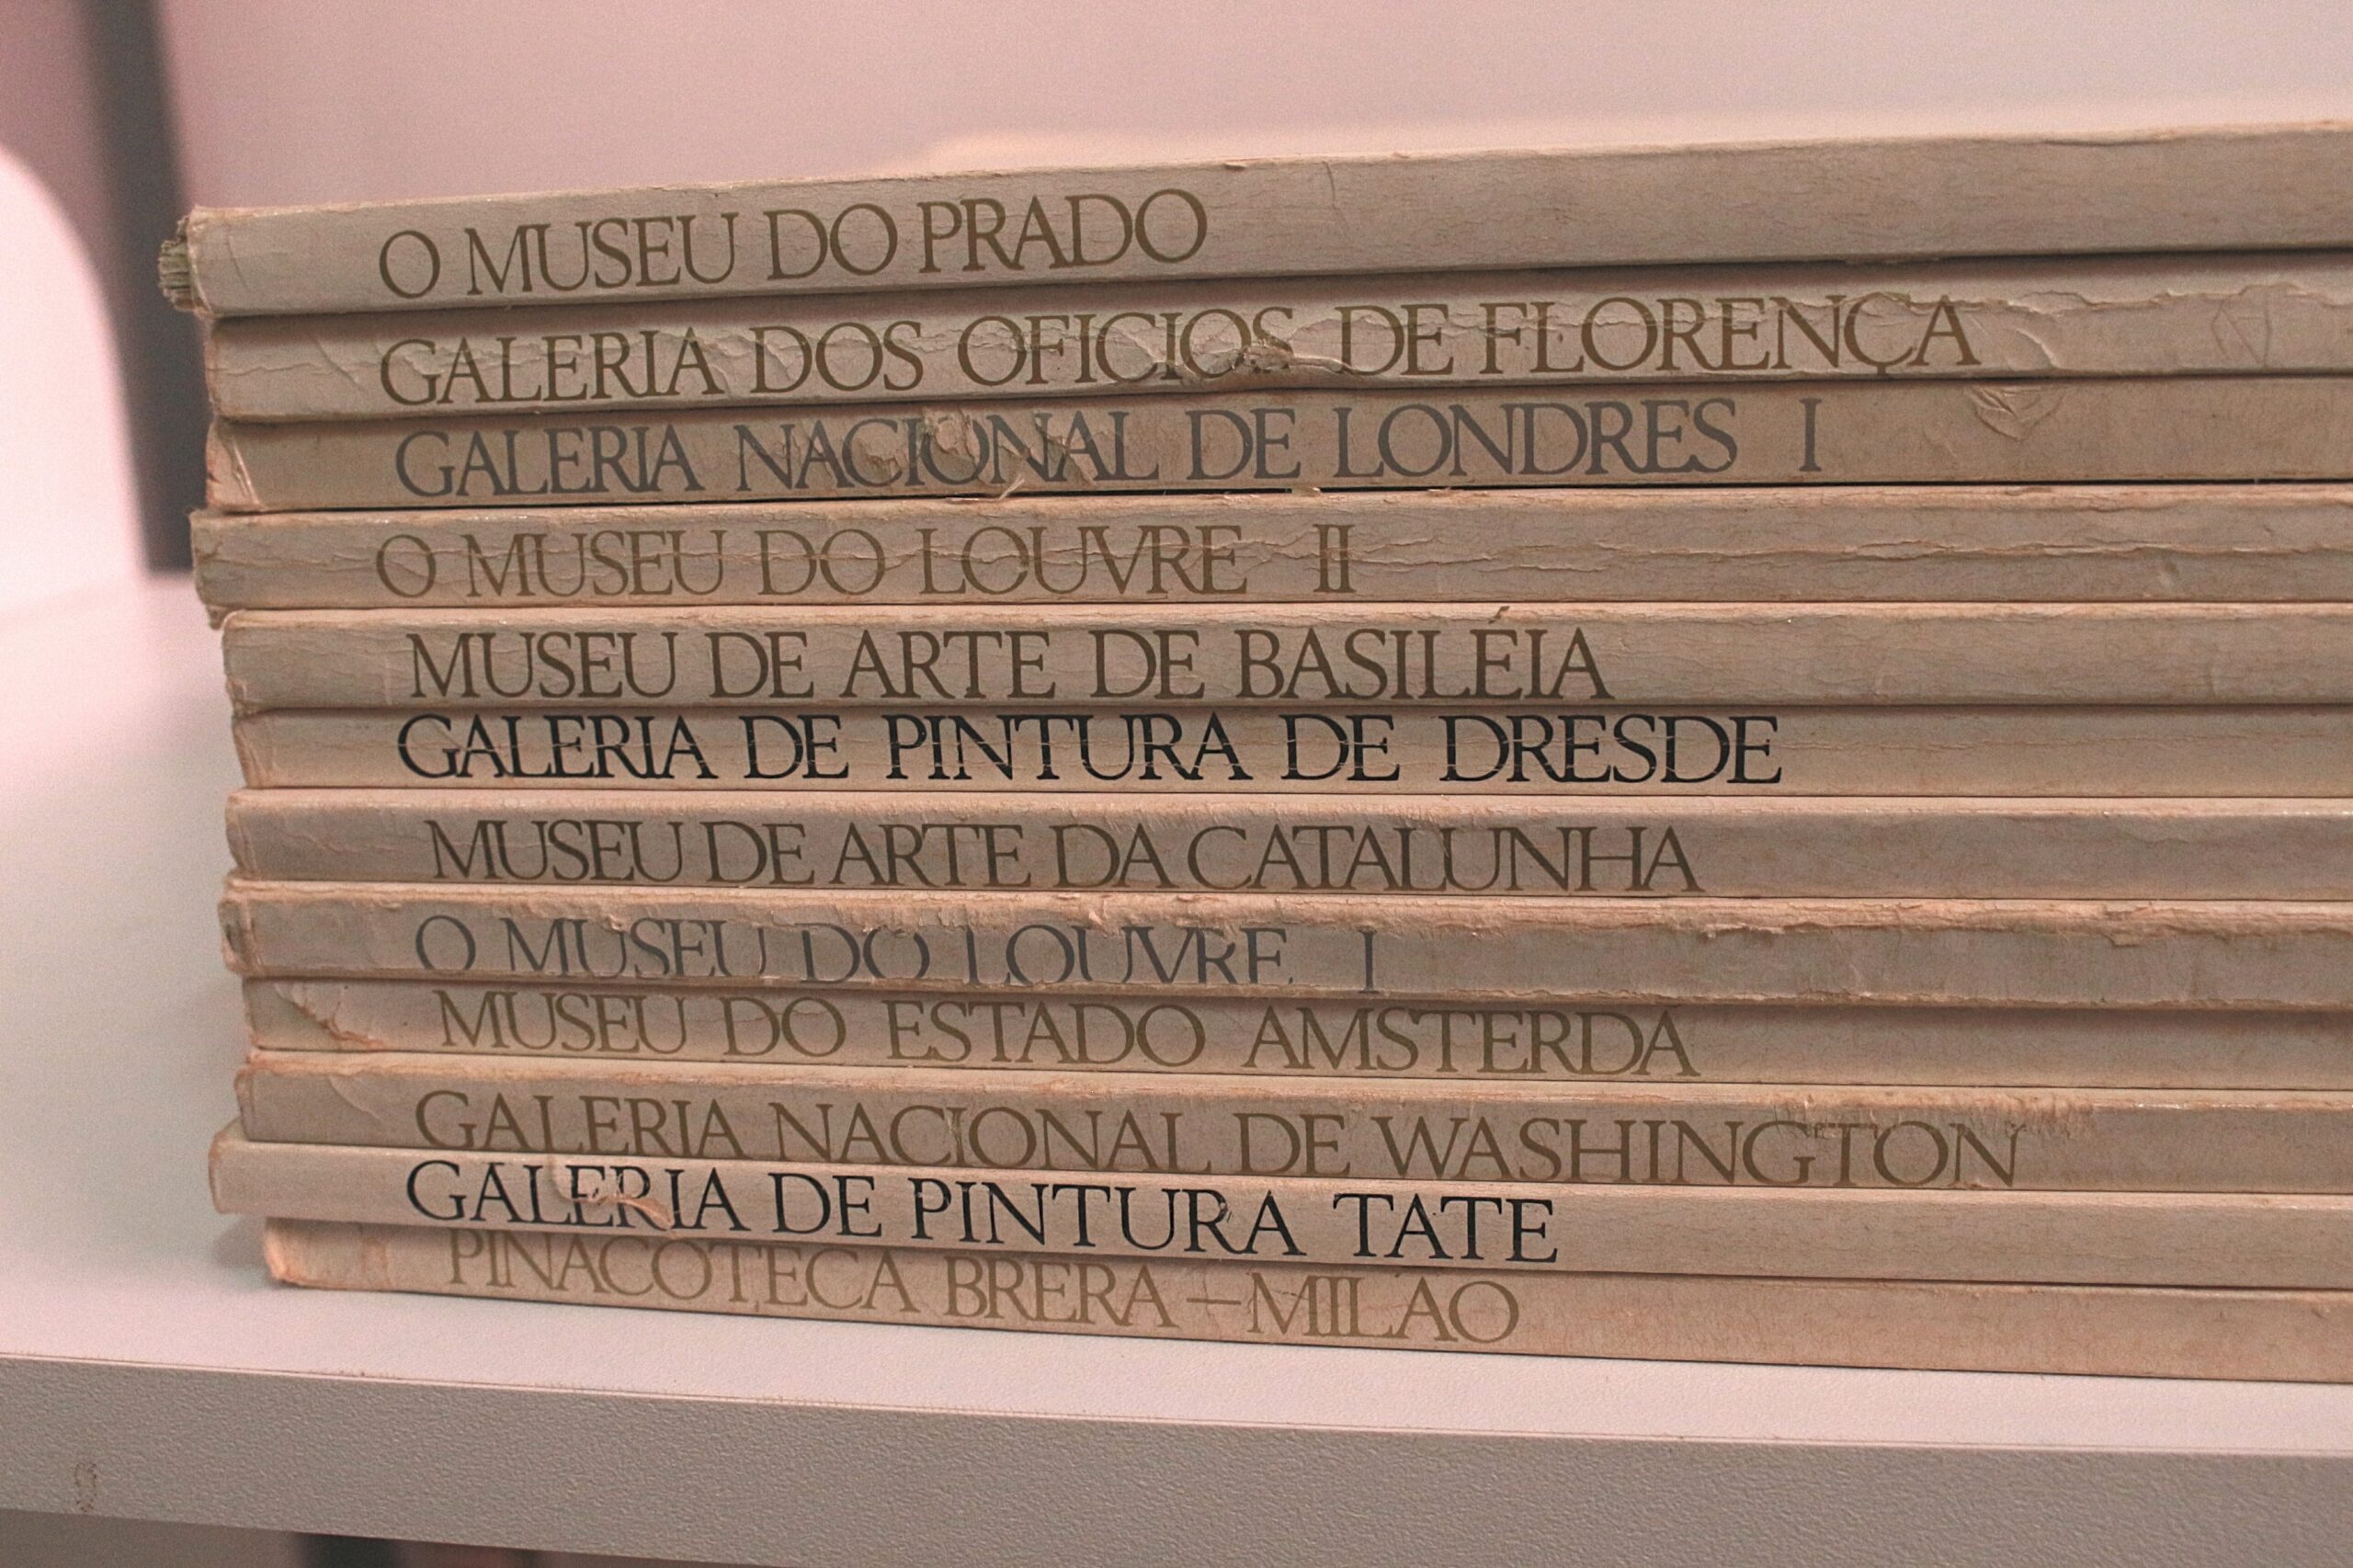 O MUSEU DO PRADO
GALERIA DOS OFICIOS DE FLORENÇA
GALERIA NACIONAL DE LONDRES I
O MUSEU DO LOUVRE II
MUSEU DE ARTE DE BASILÉIA
GALERIA DE PINTURA DE DRESDE
MUSEU DE ARTE DA CATALUNHA
O MUSEU DO LOUVRE I
MUSEU DO ESTADO AMSTERDA
GALERIA NACIONAL DE WASHINGTON
GALERIA DE PINTURA TATE
PINACOTECA BRERA – MILAO